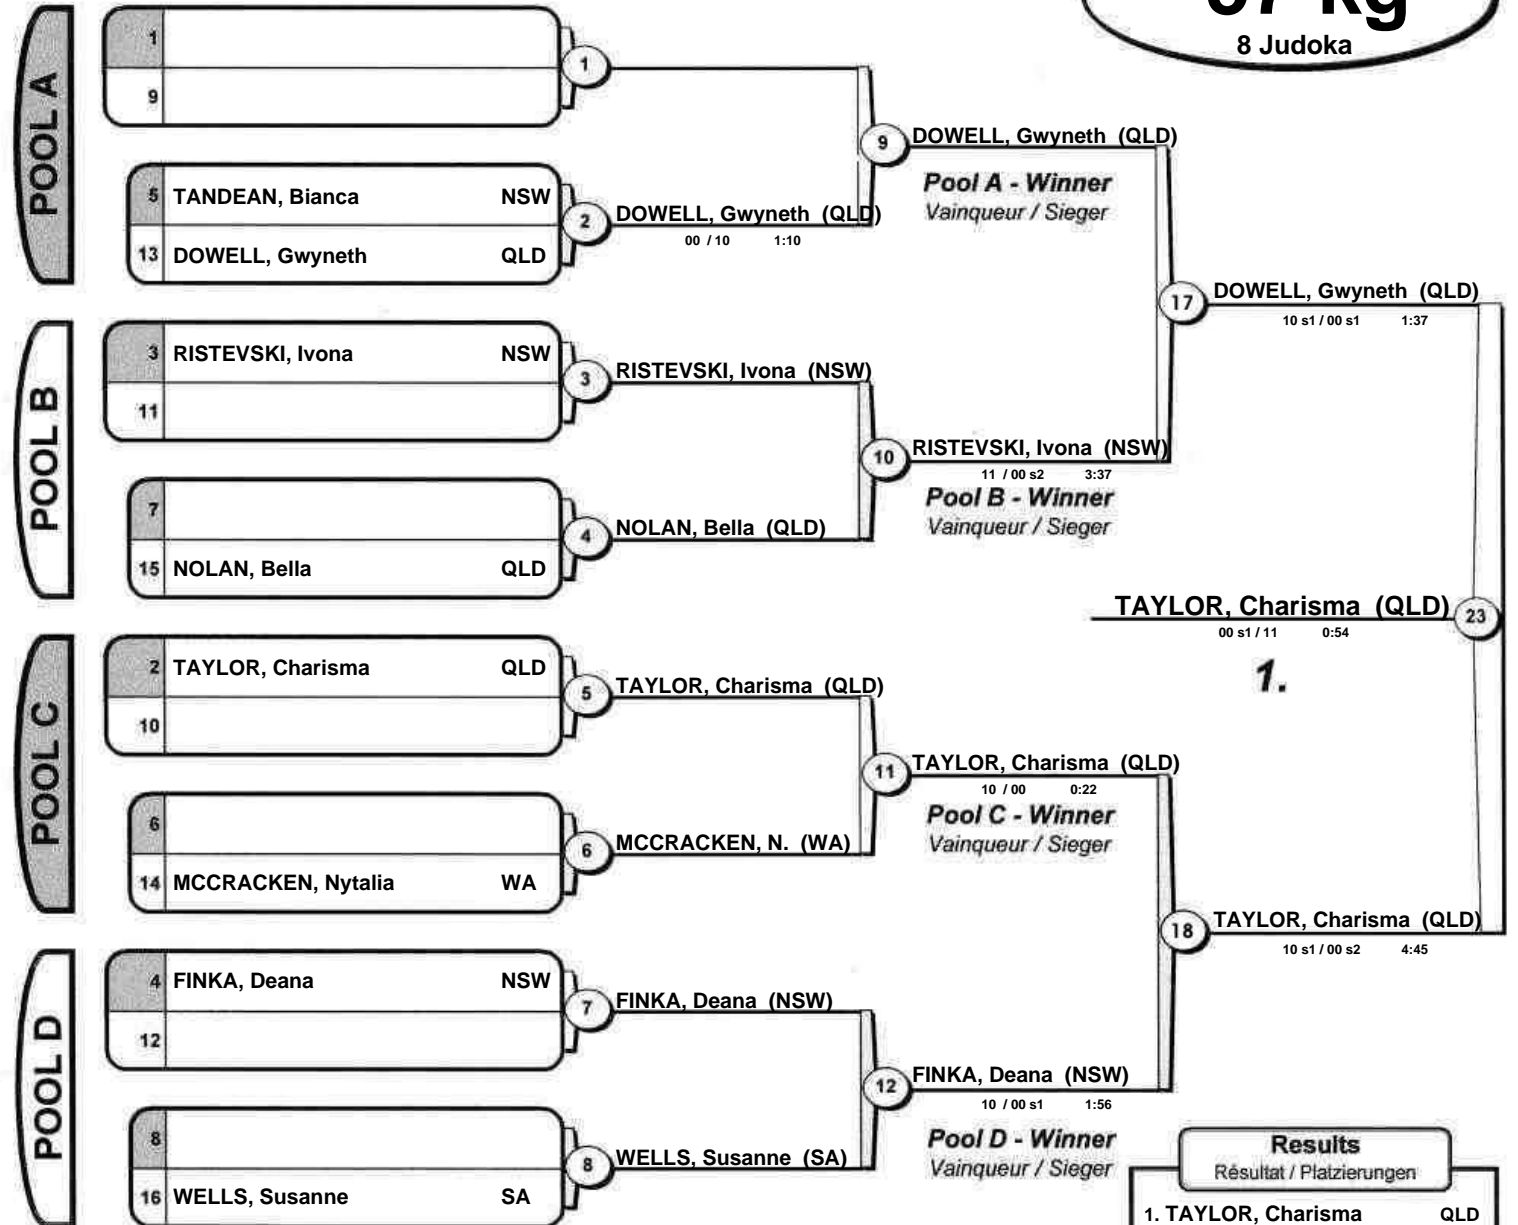 kg
8 Judoka
POOL A
1
9
1
5 TANDEAN, Bianca NSW
13 DOWELL, Gwyneth QLD
2
DOWELL, Gwyneth (QLD)
00 / 10 1:10
9
DOWELL, Gwyneth (QLD)
Pool A - Winner
Vainqueur / Sieger
17
DOWELL, Gwyneth (QLD)
10 s1 / 00 s1 1:37
POOL B
3 RISTEVSKI, Ivona NSW
11
3
RISTEVSKI, Ivona (NSW)
10
RISTEVSKI, Ivona (NSW)
11 / 00 s2 3:37
Pool B - Winner
Vainqueur / Sieger
7
15 NOLAN, Bella QLD
4
NOLAN, Bella (QLD)
TAYLOR, Charisma (QLD)
00 s1 / 11 0:54
23
1.
POOL C
2 TAYLOR, Charisma QLD
10
5
TAYLOR, Charisma (QLD)
11
TAYLOR, Charisma (QLD)
10 / 00 0:22
Pool C - Winner
Vainqueur / Sieger
6
14 MCCRACKEN, Nytalia WA
6
MCCRACKEN, N. (WA)
18
TAYLOR, Charisma (QLD)
10 s1 / 00 s2 4:45
POOL D
4 FINKA, Deana NSW
12
7
FINKA, Deana (NSW)
12
FINKA, Deana (NSW)
10 / 00 s1 1:56
Pool D - Winner
Vainqueur / Sieger
8
16 WELLS, Susanne SA
8
WELLS, Susanne (SA)
Results
Résultat / Platzierungen
1. TAYLOR, Charisma QLD